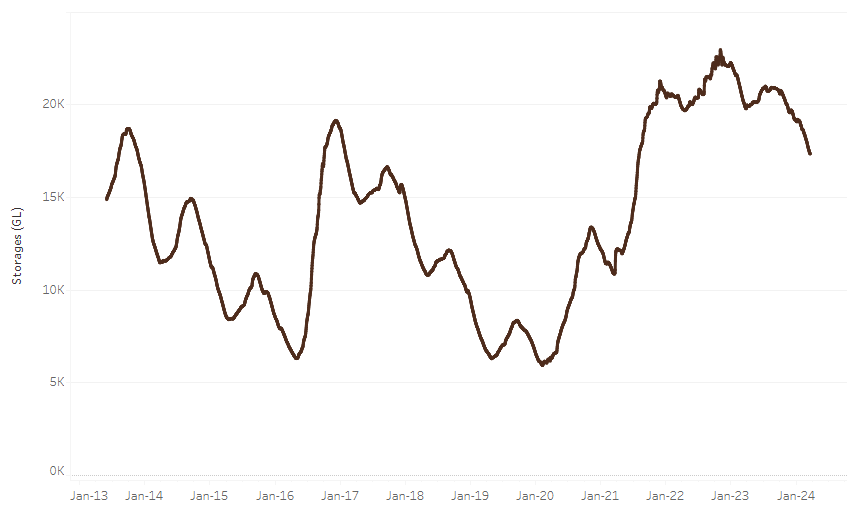 Storages (GL)
20K
15K
10K
5K
0K
Jan-13 Jan-14 Jan-15 Jan-16 Jan-17 Jan-18 Jan-19 Jan-20 Jan-21 Jan-22 Jan-23 Jan-24